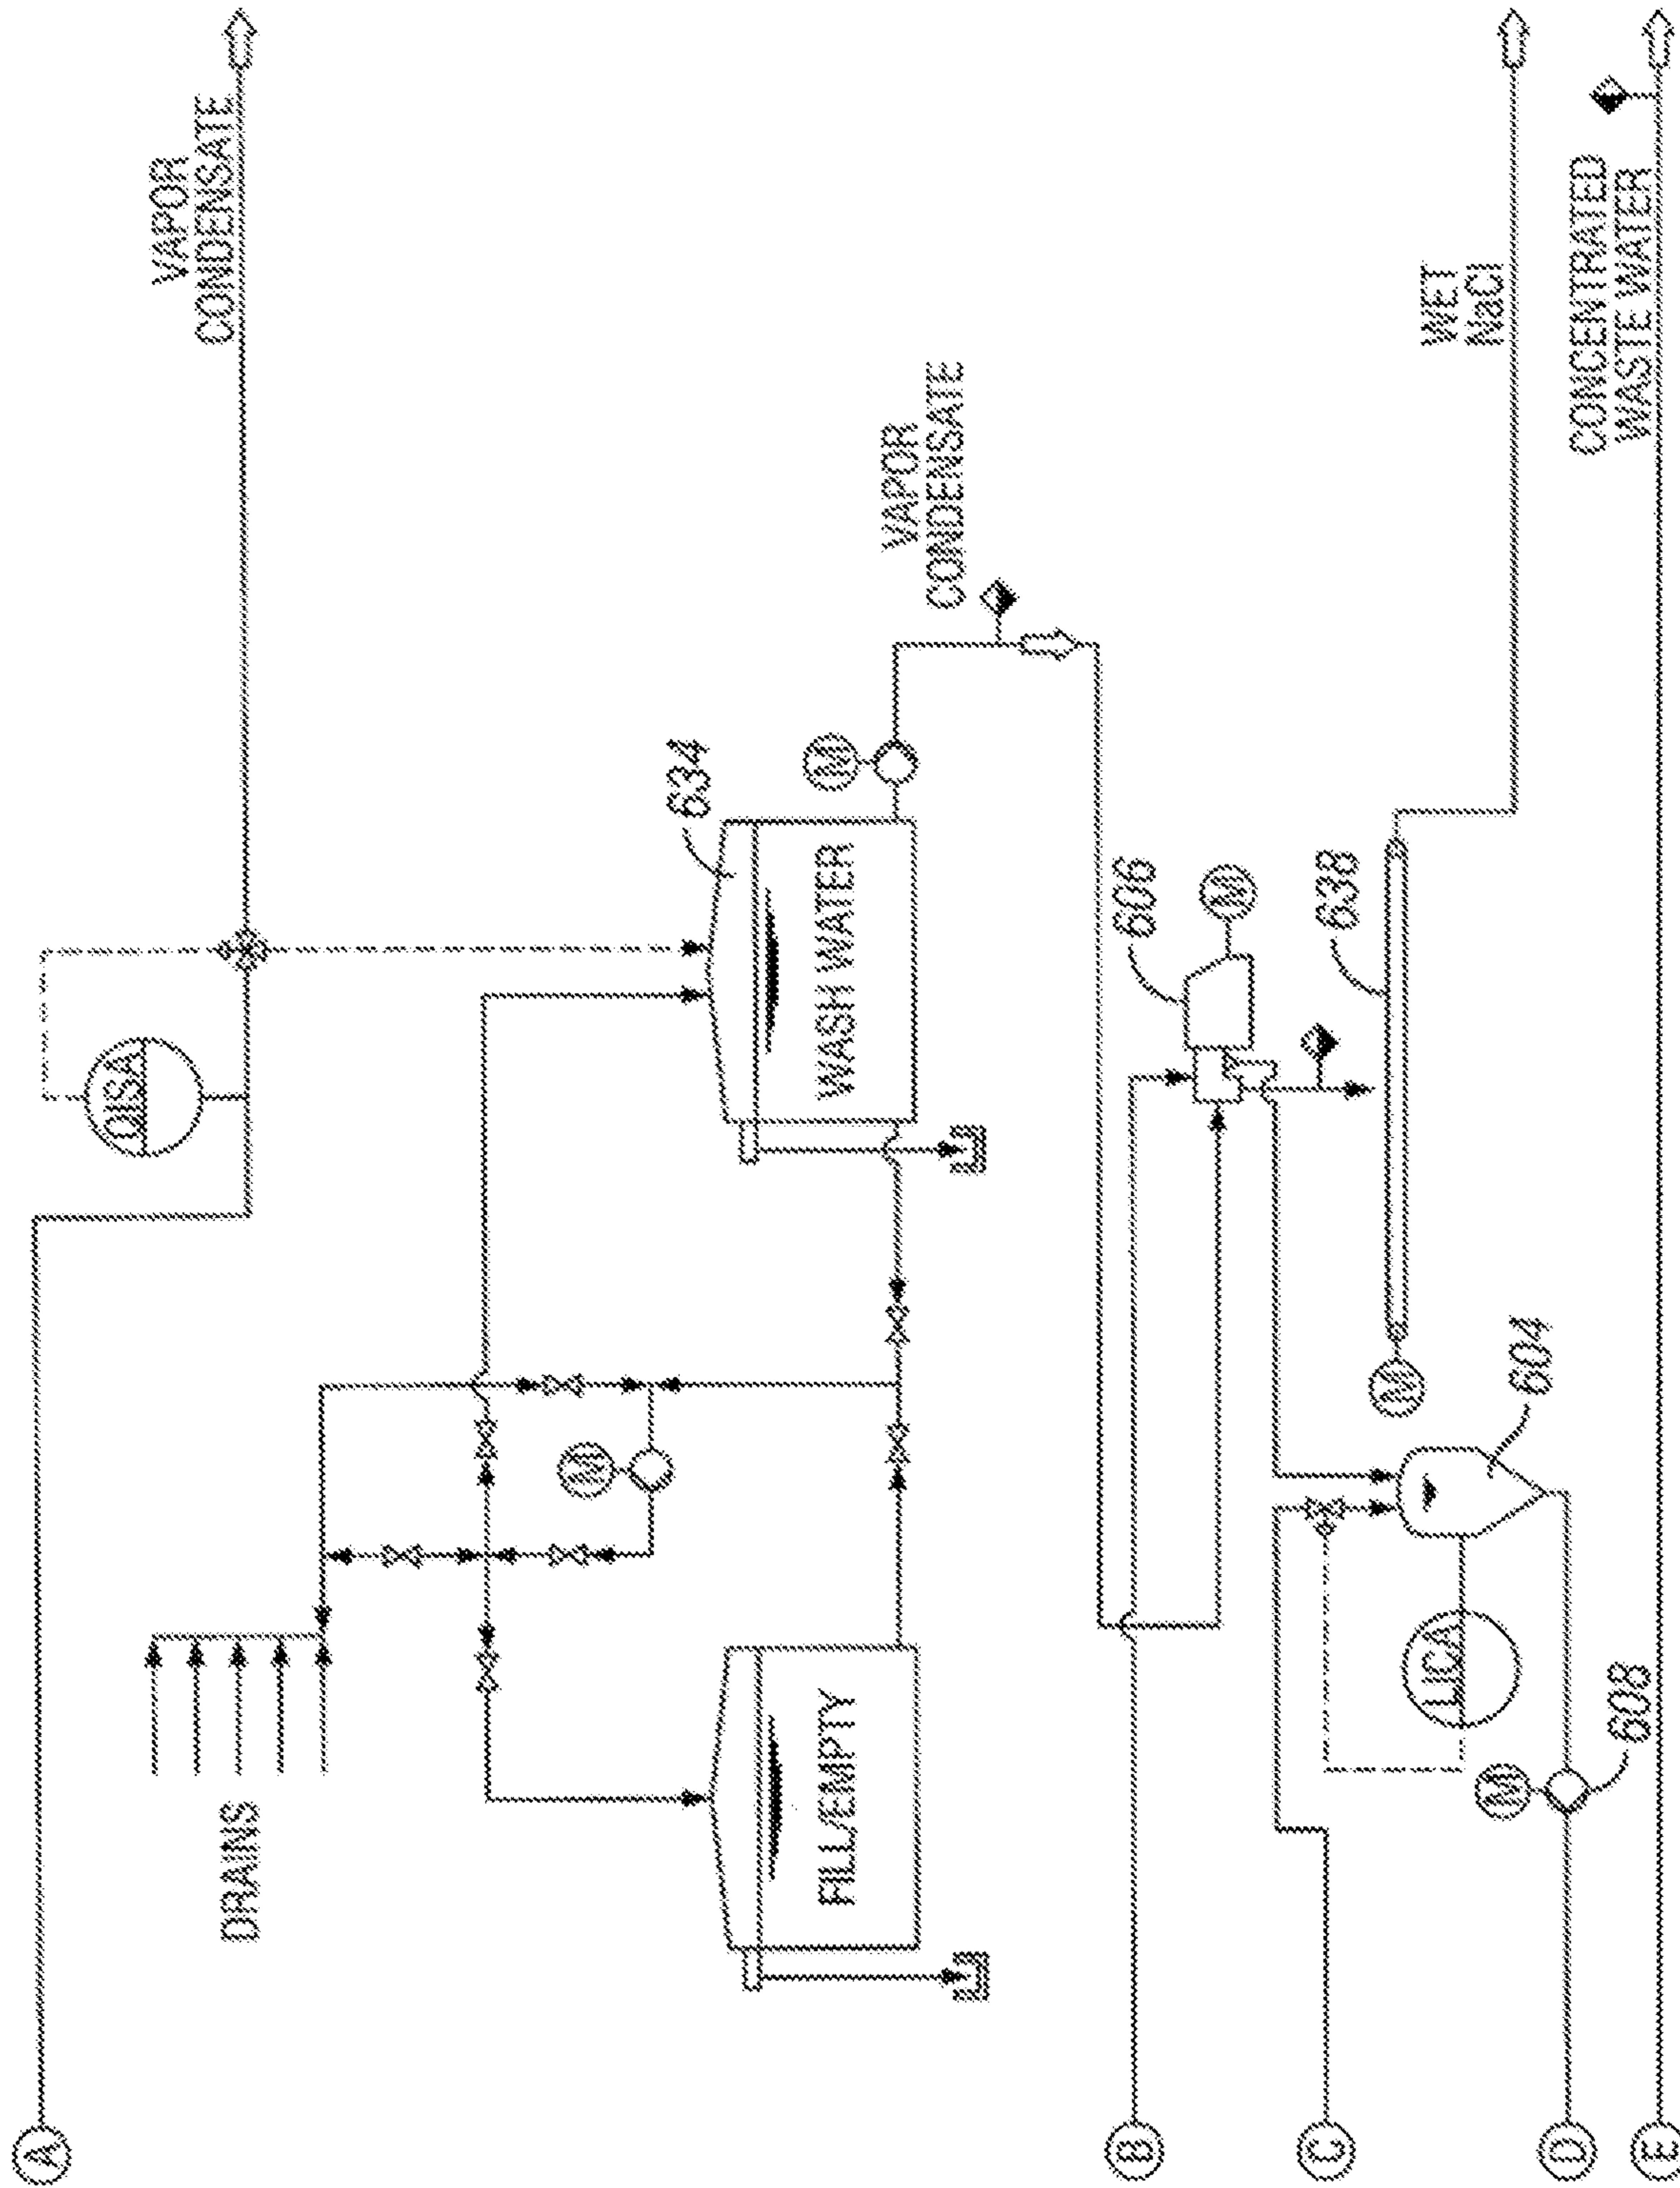 VAPOR
CONDENSATE
QIISA
DRAINS
634
M
M
WASH WATER
FILL/EMPTY
VAPOR
CONDENSATE
606
M
638
M
WET
NaCl
604
LICA
M
608
CONCENTRATED
WASTE WATER
A
B
C
D
E